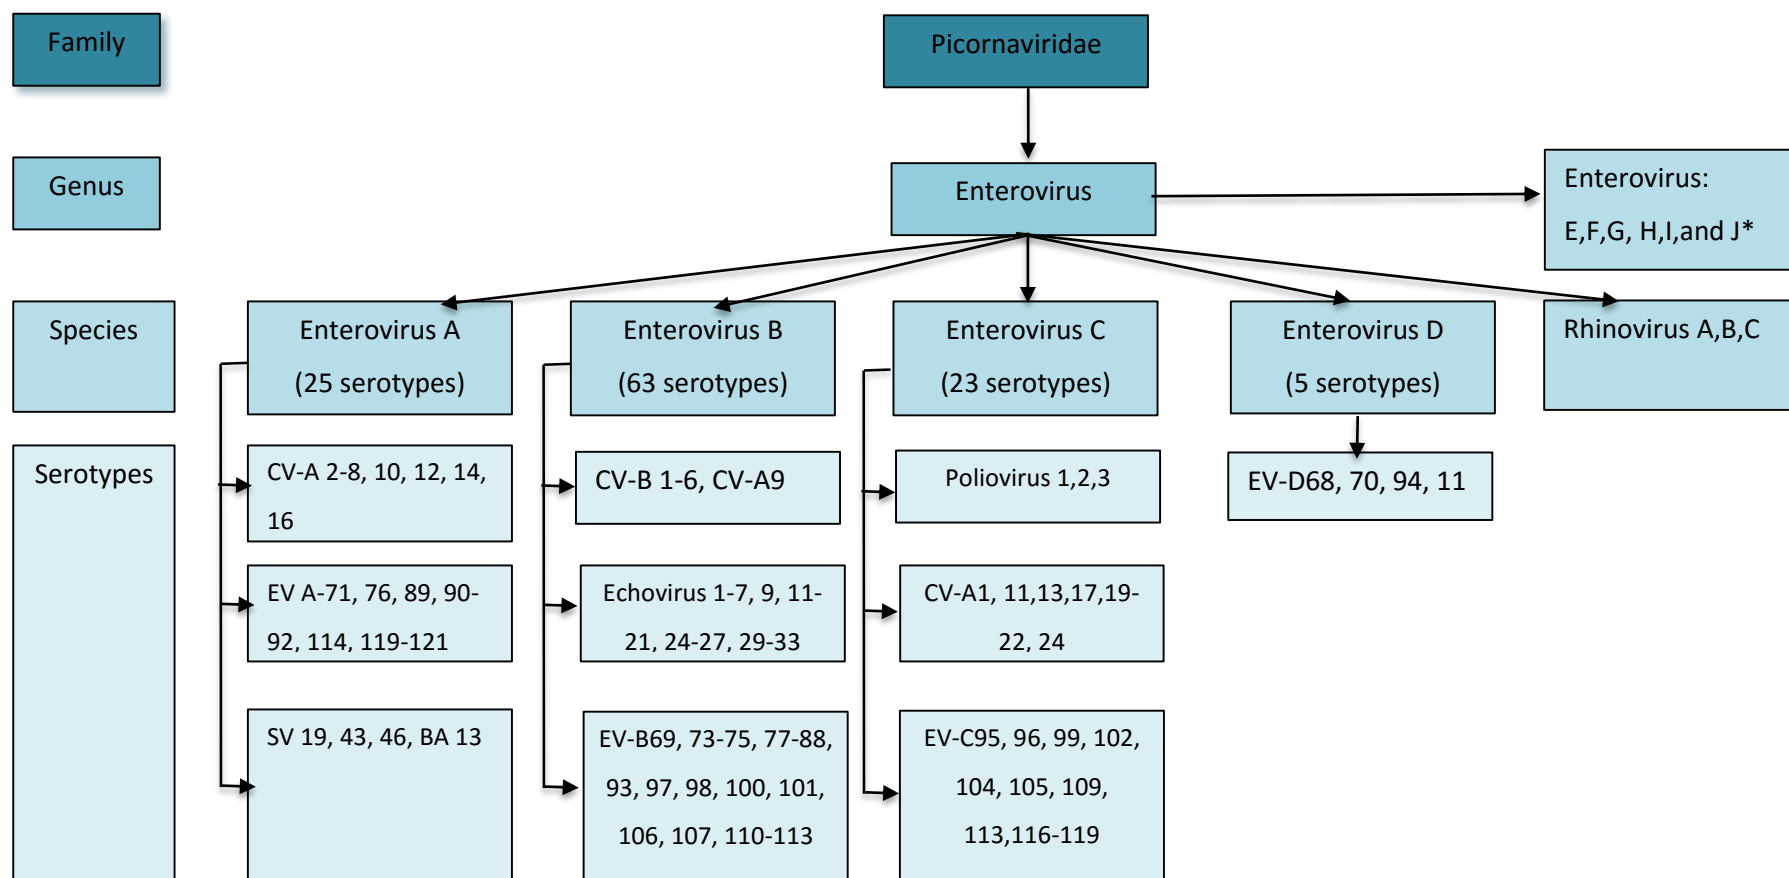 Family
Picornaviridae
Genus
Enterovirus
Enterovirus:
E,F,G, H,I,and J*
Species
Enterovirus A
(25 serotypes)
Enterovirus B
(63 serotypes)
Enterovirus C
(23 serotypes)
Enterovirus D
(5 serotypes)
Rhinovirus A,B,C
Serotypes
CV-A 2-8, 10, 12, 14,
16
CV-B 1-6, CV-A9
Poliovirus 1,2,3
EV-D68, 70, 94, 11
EV A-71, 76, 89, 90-
92, 114, 119-121
Echovirus 1-7, 9, 11-
21, 24-27, 29-33
CV-A1, 11,13,17,19-
22, 24
SV 19, 43, 46, BA 13
EV-B69, 73-75, 77-88,
93, 97, 98, 100, 101,
106, 107, 110-113
EV-C95, 96, 99, 102,
104, 105, 109,
113,116-119